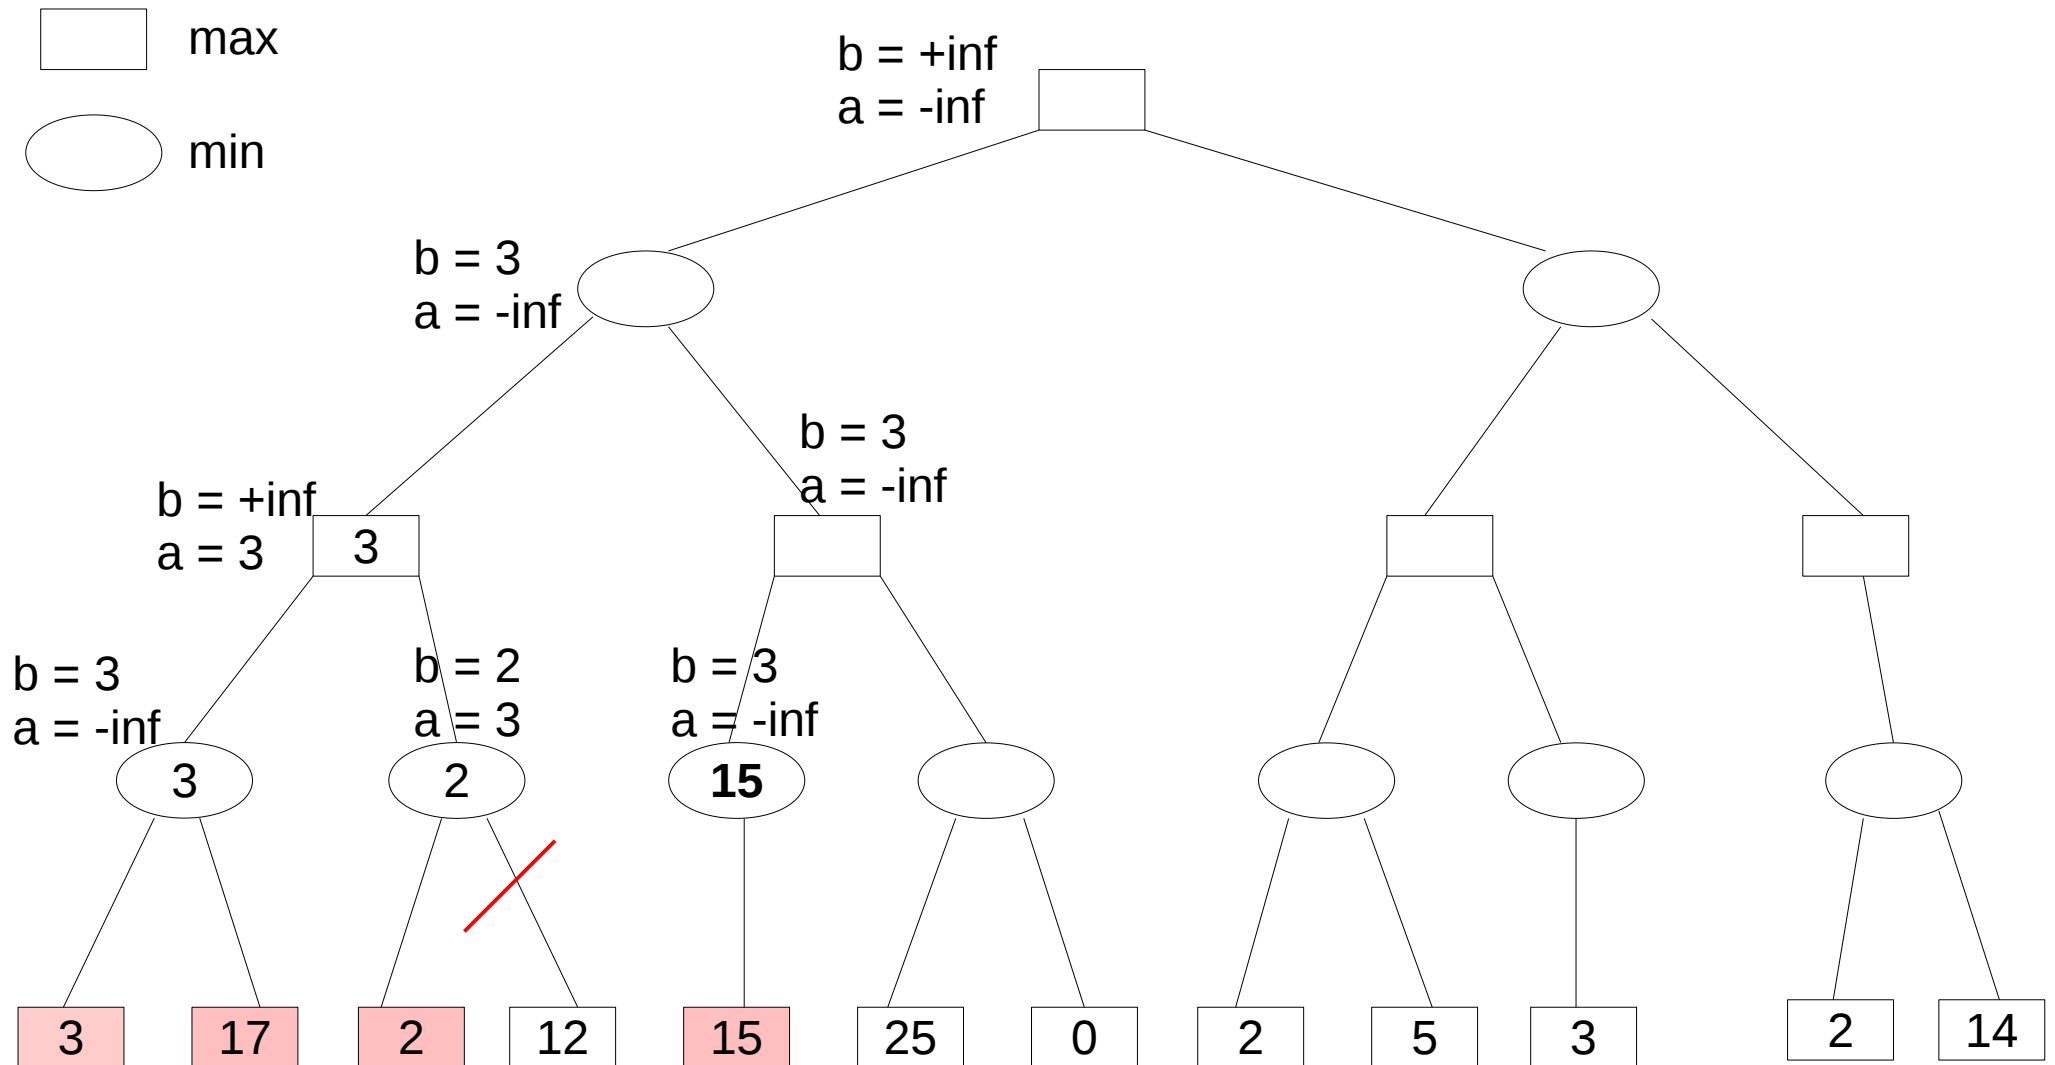 max
b = +inf
a = -inf
min
b = 3
a = -inf
b = 3
a = -inf
b = +inf
a = 3
3
b = 3
a = -inf
b = 2
a = 3
b = 3
a = -inf
3
2
15
3
17
2
12
15
25
0
2
5
3
2
14